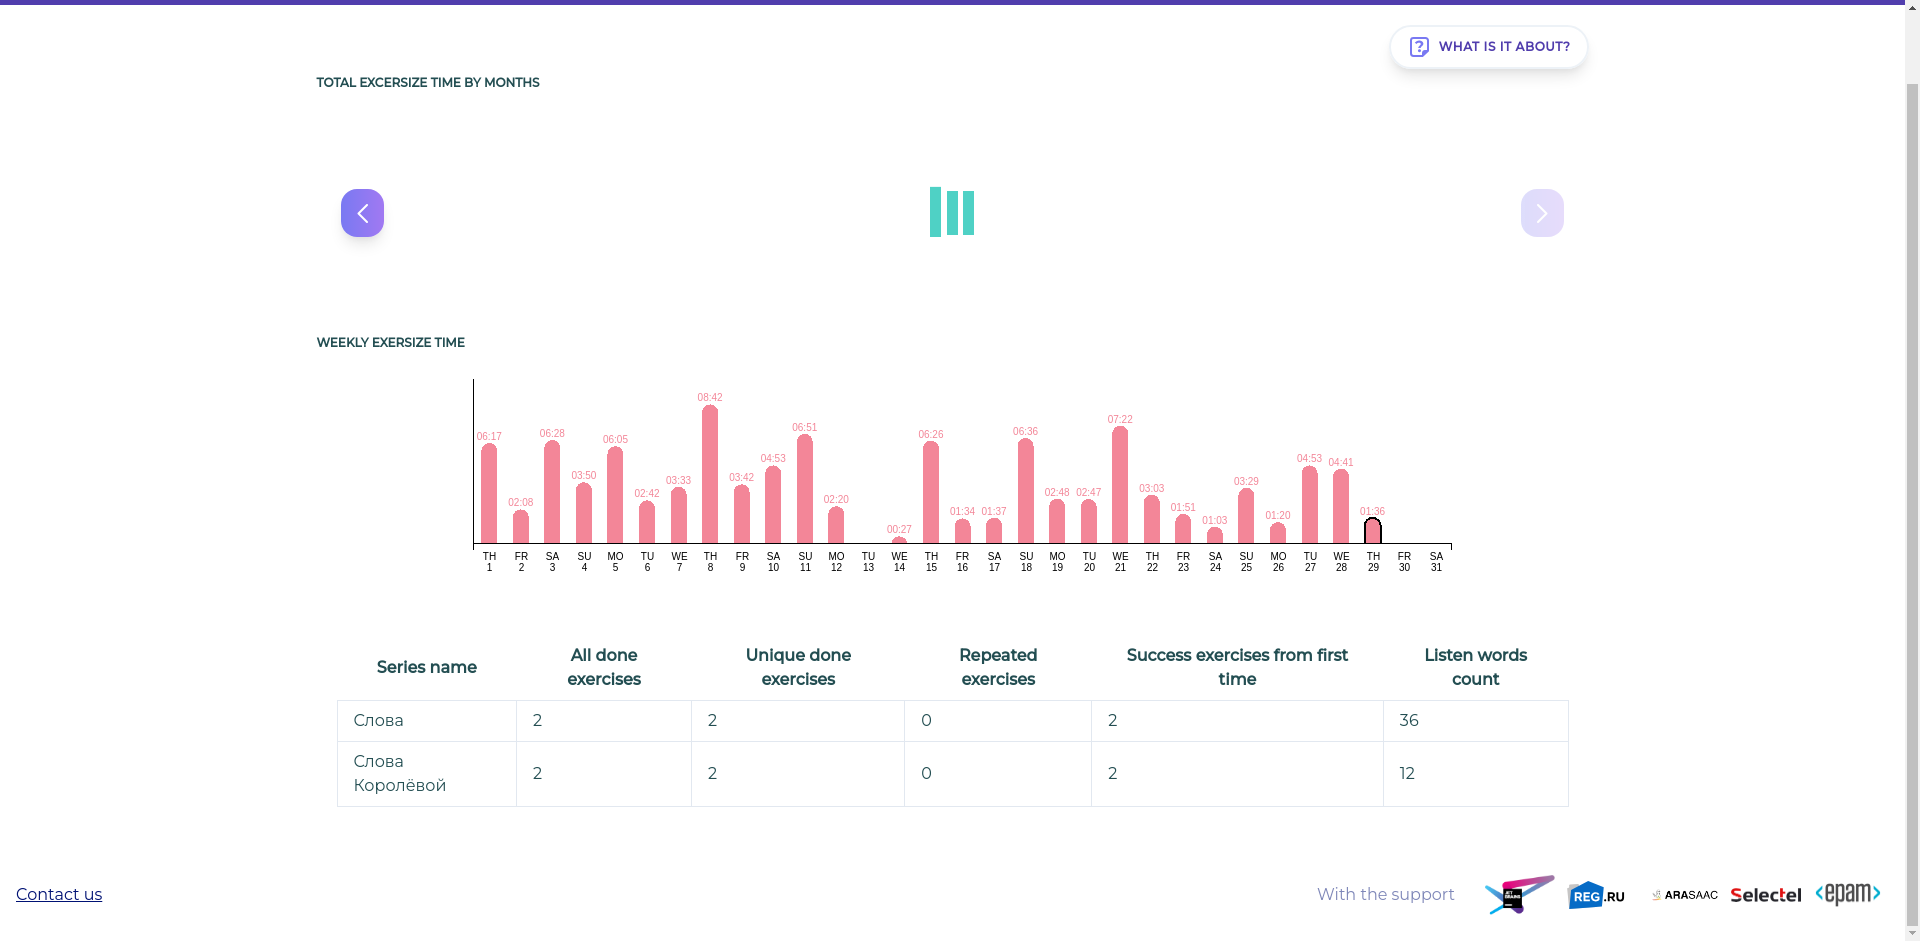 WHAT IS IT ABOUT?
TOTAL EXCERSIZE TIME BY MONTHS
WEEKLY EXERSIZE TIME
06:17 02:08 06:28 03:50 06:05 02:42 03:33 08:42 03:42 04:53 06:51 02:20 00:27 06:26 01:34 01:37 06:36 02:48 02:47 07:22 03:03 01:51 01:03 03:29 01:20 04:53 04:41 01:36
TH FR SA SU MO TU WE TH FR SA SU MO TU WE TH FR SA SU MO TU WE TH FR SA SU MO TU WE TH FR SA
1 2 3 4 5 6 7 8 9 10 11 12 13 14 15 16 17 18 19 20 21 22 23 24 25 26 27 28 29 30 31
Series name All done exercises Unique done exercises Repeated exercises Success exercises from first time Listen words count
Слова 2 2 0 2 36
Слова Королёвой 2 2 0 2 12
Contact us
With the support
JET BRAINS
REG.RU
ARASAAC
Selectel
<epam>